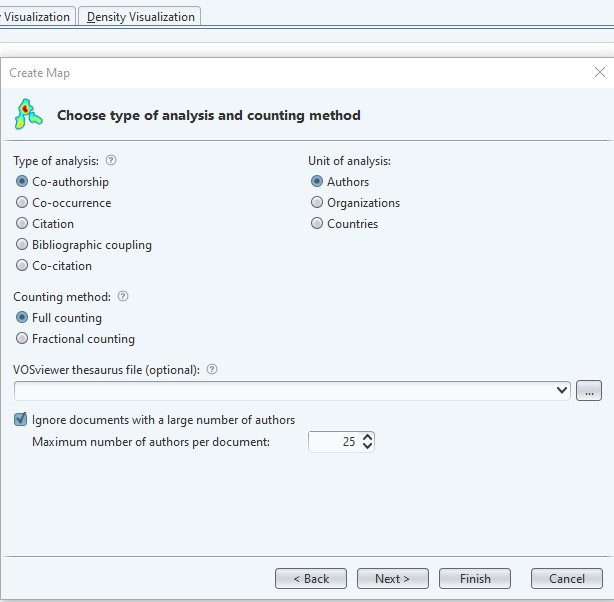 Visualization
Density Visualization
Create Map
Choose type of analysis and counting method
Type of analysis: ?
Unit of analysis:
Co-authorship
Authors
Co-occurrence
Organizations
Citation
Countries
Bibliographic coupling
Co-citation
Counting method: ?
Full counting
Fractional counting
VOSviewer thesaurus file (optional): ?
...
Ignore documents with a large number of authors
Maximum number of authors per document: 25
< Back
Next >
Finish
Cancel